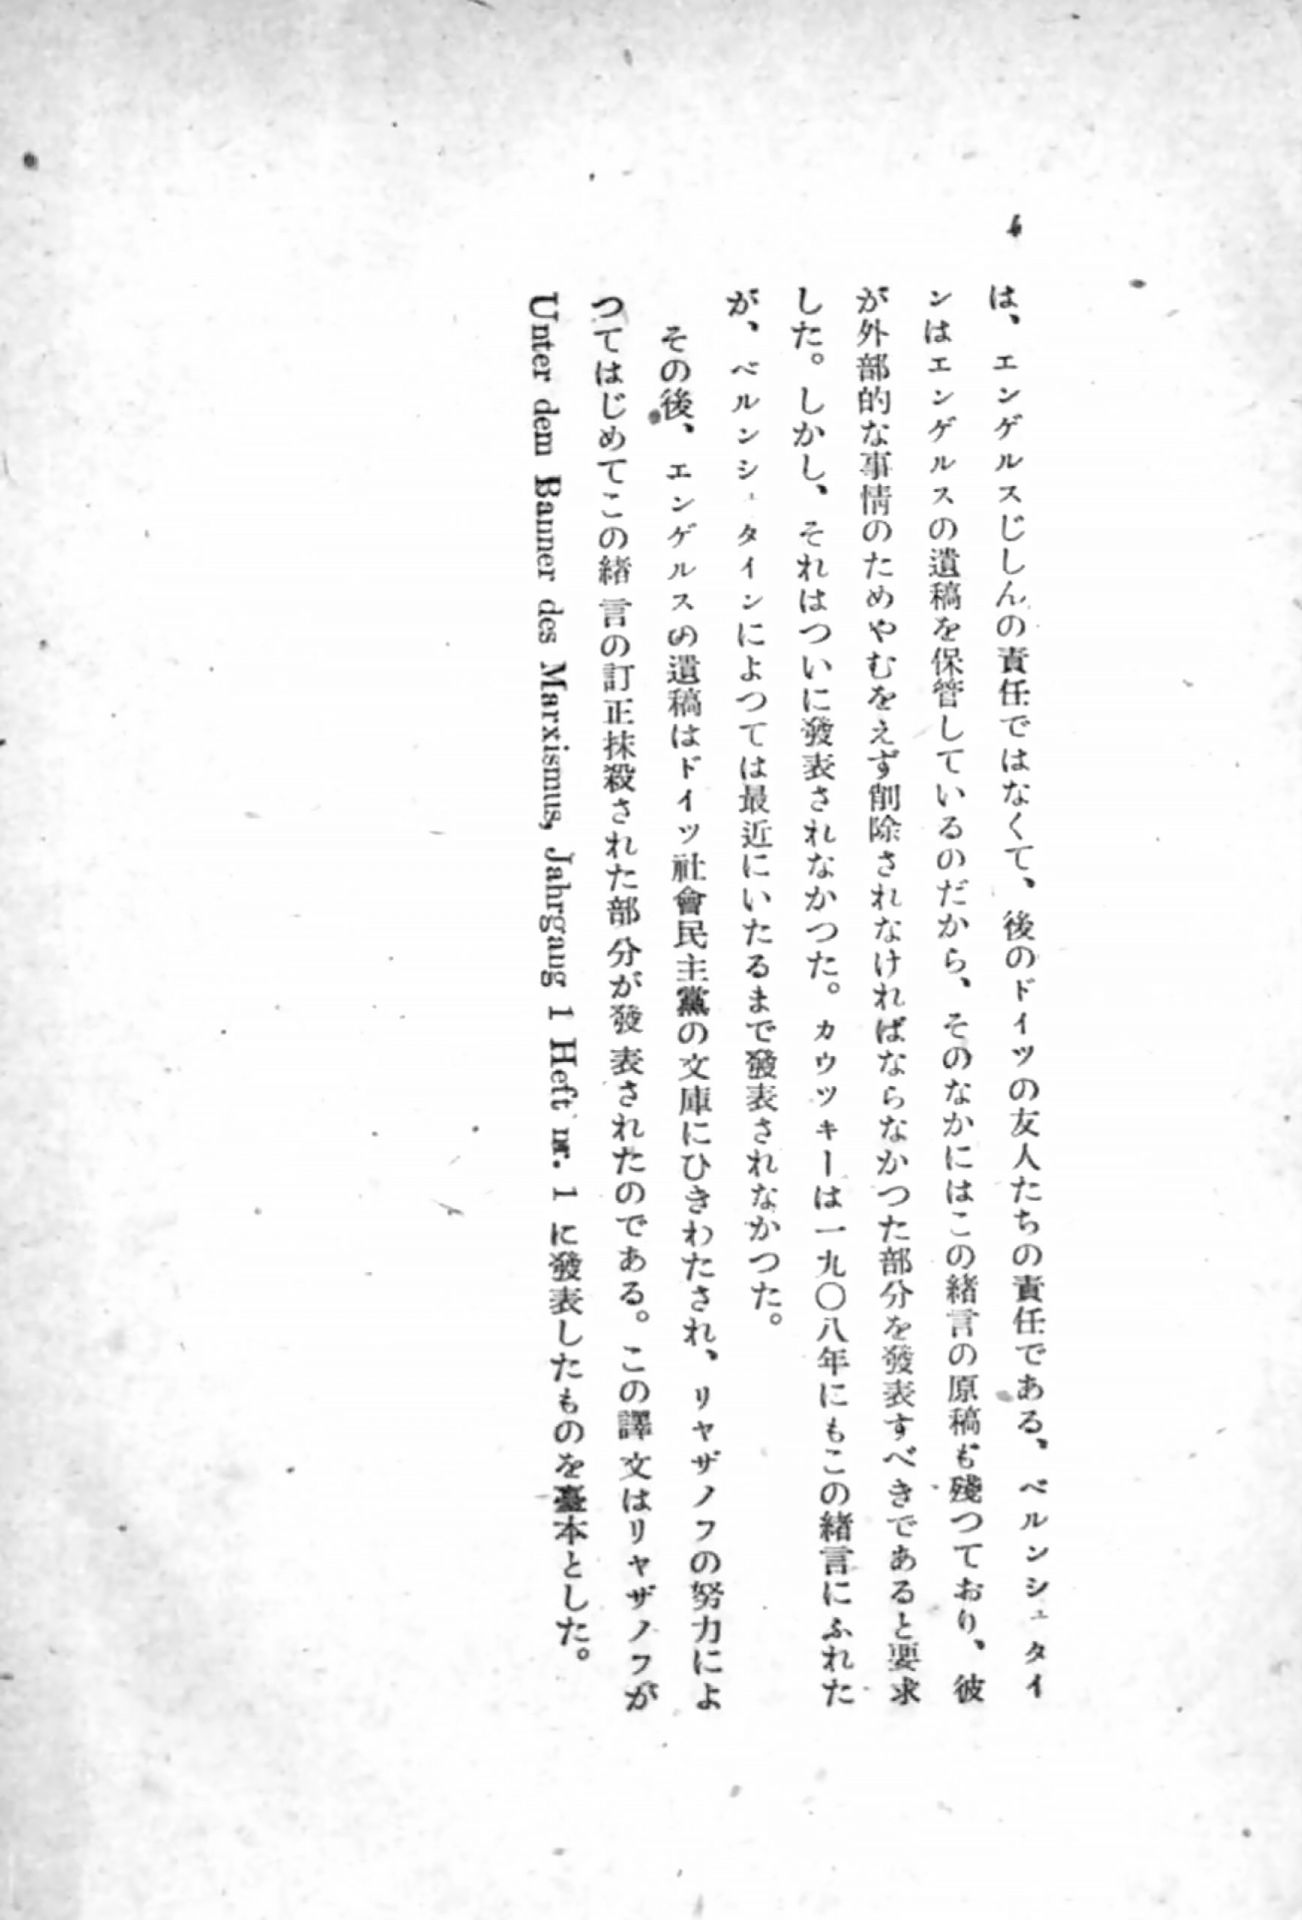 は、エンゲルスじしんの責任ではなくて、後のドイツの友人たちの責任である、ベルンシュタイ
ンはエンゲルスの遺稿を保管しているのだから、そのなかにはこの緒言の原稿も残つており、彼
が外部的な事情のためやむをえず削除されなければならなかつた部分を發表すべきであると要求
した。しかし、それはついに發表されなかつた。カウツキーは一九〇八年にもこの緒言にふれた
が、ベルンシュタインによつては最近にいたるまで發表されなかつた。
その後、エンゲルスの遺稿はドイツ社會民主黨の文庫にひきわたされ、リヤザノフの努力によ
つてはじめてこの緒言の訂正抹殺された部分が發表されたのである。この譯文はリヤザノフが
Unter dem Banner des Marxismus, Jahrgang 1 Heft nr. 1 に發表したものを臺本とした。